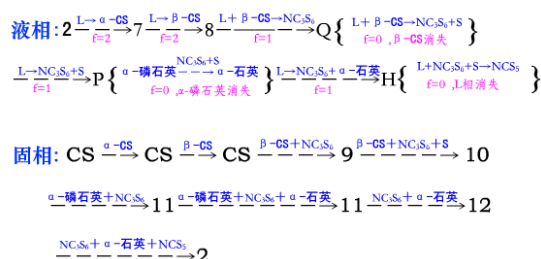 液相: 2 L→α-CS f=2 7 L→β-CS f=2 8 L+β-CS→NC₃S₆ f=1 Q{ L+β-CS→NC₃S₆+S f=0 ,β-CS消失 }
L→NC₃S₆+S f=1 P{ NC₃S₆+S α-磷石英---→α-石英 f=0 ,α-磷石英消失 } L→NC₃S₆+α-石英 f=1 H{ L+NC₃S₆+S→NCS₅ f=0 ,L相消失 }
固相: CS α-CS CS β-CS CS β-CS+NC₃S₆ 9 β-CS+NC₃S₆+S 10
α-磷石英+NC₃S₆ 11 α-磷石英+NC₃S₆+α-石英 11 NC₃S₆+α-石英 12
NC₃S₆+α-石英+NCS₅ 2